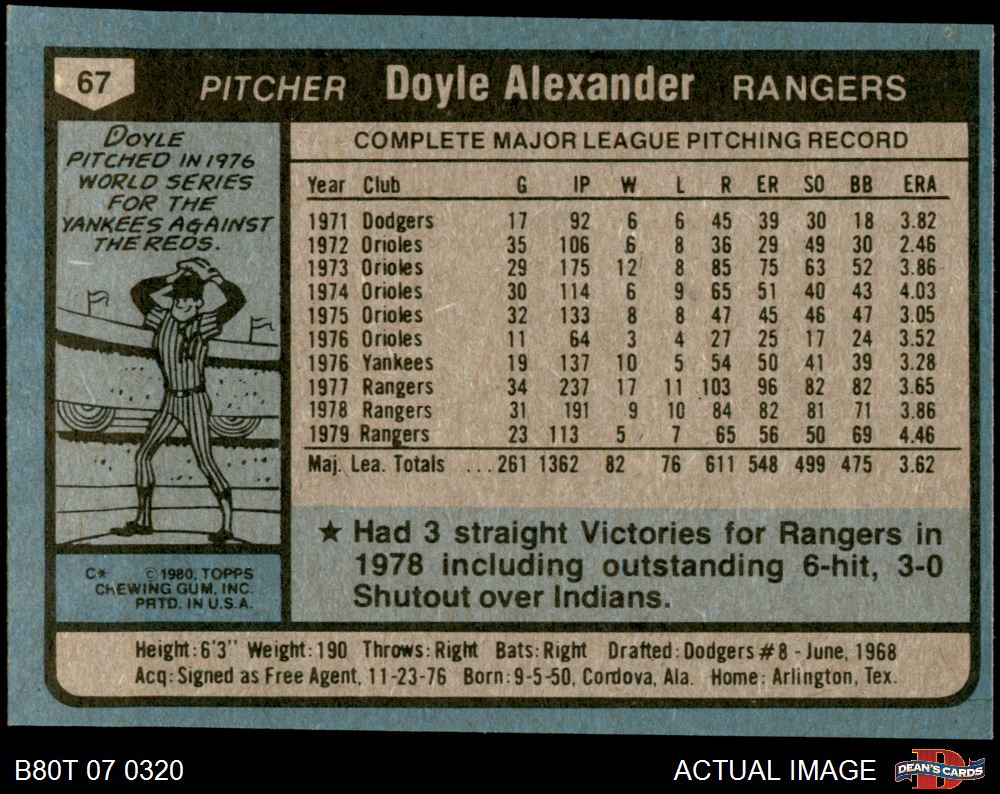 67
PITCHER Doyle Alexander RANGERS
DOYLE
PITCHED IN 1976
WORLD SERIES
FOR THE
YANKEES AGAINST
THE REDS.
C* © 1980, TOPPS
CHEWING GUM, INC.
PRTD. IN U.S.A.
COMPLETE MAJOR LEAGUE PITCHING RECORD
Year Club G IP W L R ER SO BB ERA
1971 Dodgers 17 92 6 6 45 39 30 18 3.82
1972 Orioles 35 106 6 8 36 29 49 30 2.46
1973 Orioles 29 175 12 8 85 75 63 52 3.86
1974 Orioles 30 114 6 9 65 51 40 43 4.03
1975 Orioles 32 133 8 8 47 45 46 47 3.05
1976 Orioles 11 64 3 4 27 25 17 24 3.52
1976 Yankees 19 137 10 5 54 50 41 39 3.28
1977 Rangers 34 237 17 11 103 96 82 82 3.65
1978 Rangers 31 191 9 10 84 82 81 71 3.86
1979 Rangers 23 113 5 7 65 56 50 69 4.46
Maj. Lea. Totals ...261 1362 82 76 611 548 499 475 3.62
★ Had 3 straight Victories for Rangers in
1978 including outstanding 6-hit, 3-0
Shutout over Indians.
Height: 6'3" Weight: 190 Throws: Right Bats: Right Drafted: Dodgers #8 - June, 1968
Acq: Signed as Free Agent, 11-23-76 Born: 9-5-50, Cordova, Ala. Home: Arlington, Tex.
B80T 07 0320
ACTUAL IMAGE
D
DEAN'S CARDS